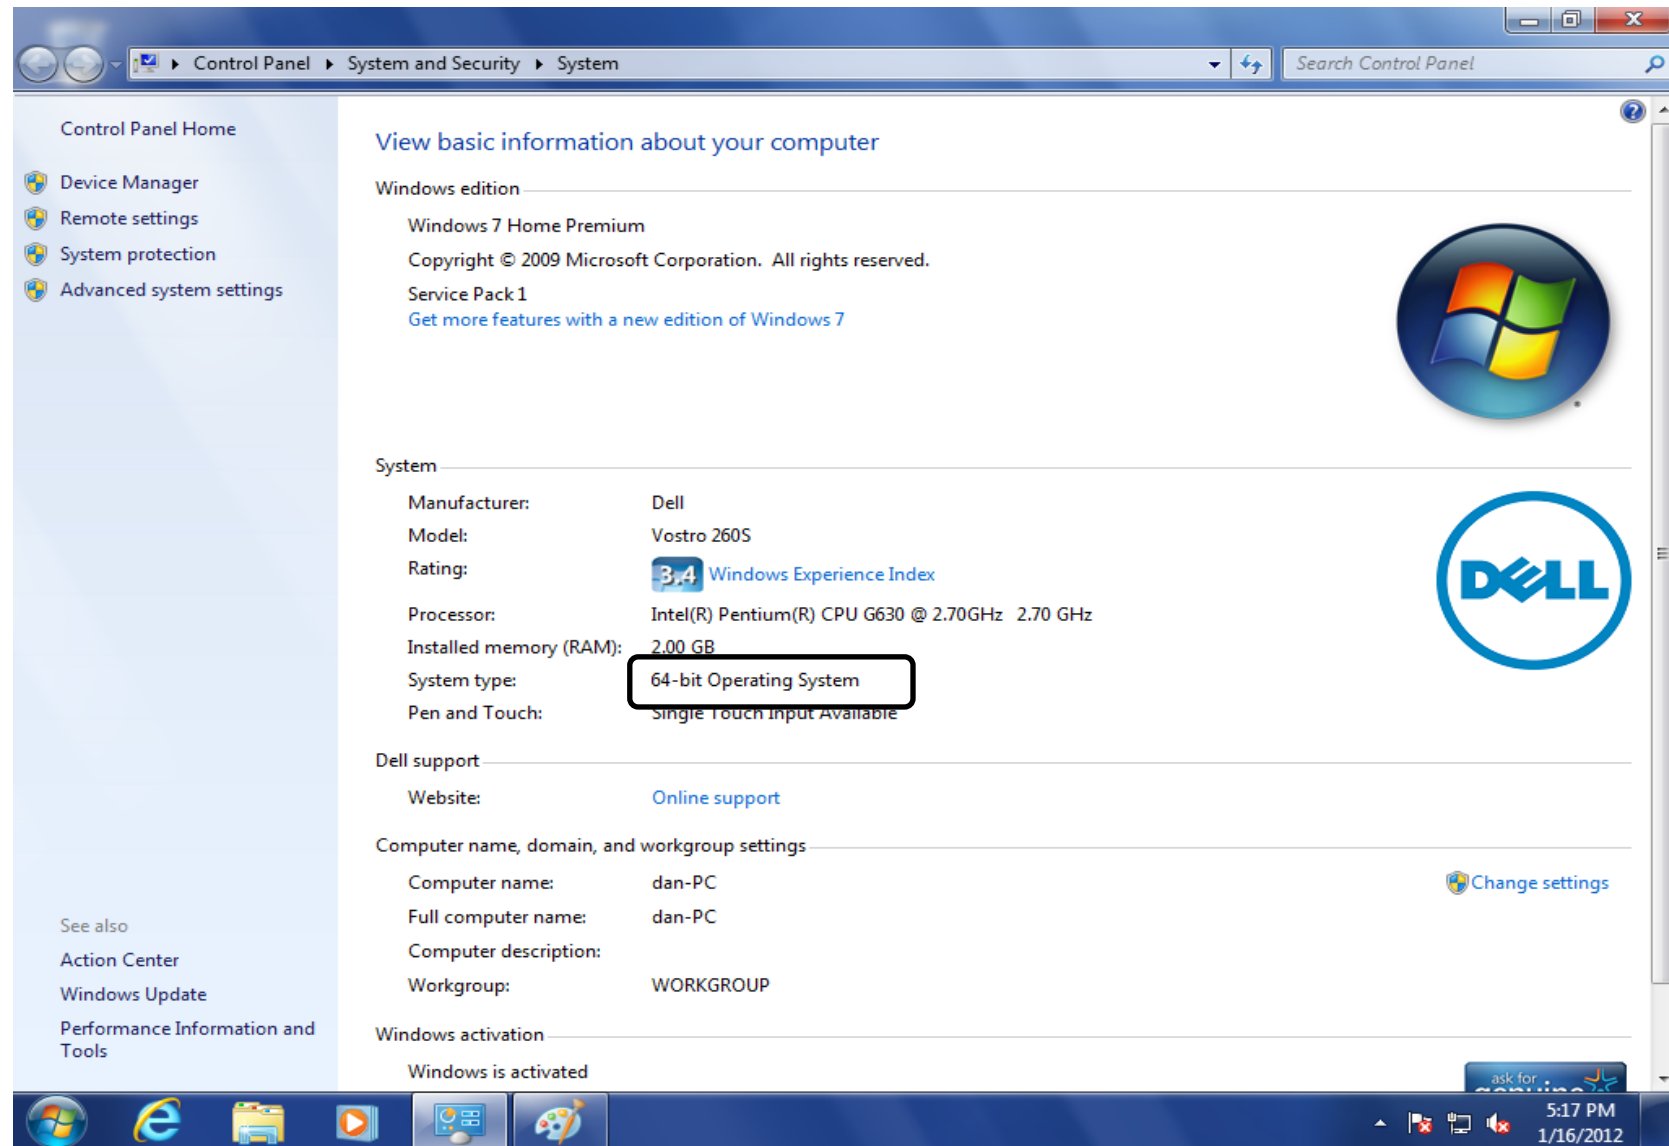 Control Panel ▸ System and Security ▸ System
Search Control Panel
Control Panel Home
Device Manager
Remote settings
System protection
Advanced system settings
See also
Action Center
Windows Update
Performance Information and
Tools
View basic information about your computer
Windows edition
Windows 7 Home Premium
Copyright © 2009 Microsoft Corporation. All rights reserved.
Service Pack 1
Get more features with a new edition of Windows 7
System
Manufacturer: Dell
Model: Vostro 260S
Rating: 3.4 Windows Experience Index
Processor: Intel(R) Pentium(R) CPU G630 @ 2.70GHz 2.70 GHz
Installed memory (RAM): 2.00 GB
System type: 64-bit Operating System
Pen and Touch: Single Touch Input Available
DELL
Dell support
Website: Online support
Computer name, domain, and workgroup settings
Computer name: dan-PC
Change settings
Full computer name: dan-PC
Computer description:
Workgroup: WORKGROUP
Windows activation
Windows is activated
ask for
genuine
5:17 PM
1/16/2012